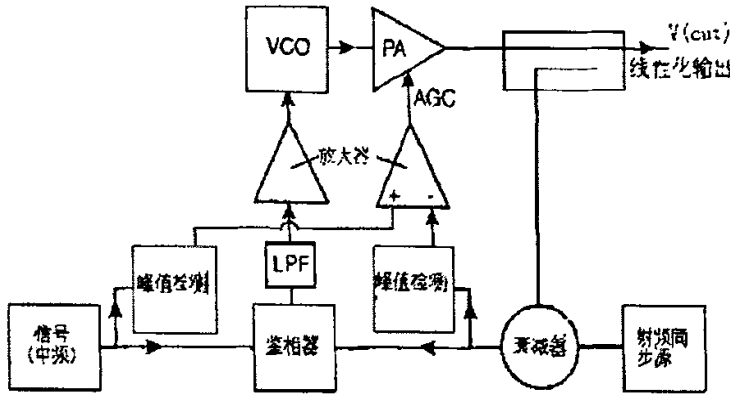 VCO
PA
V(out)
线性化输出
AGC
放大器
+ -
峰值检测
LPF
峰值检测
信号
(中频)
鉴相器
衰减器
射频同
步源